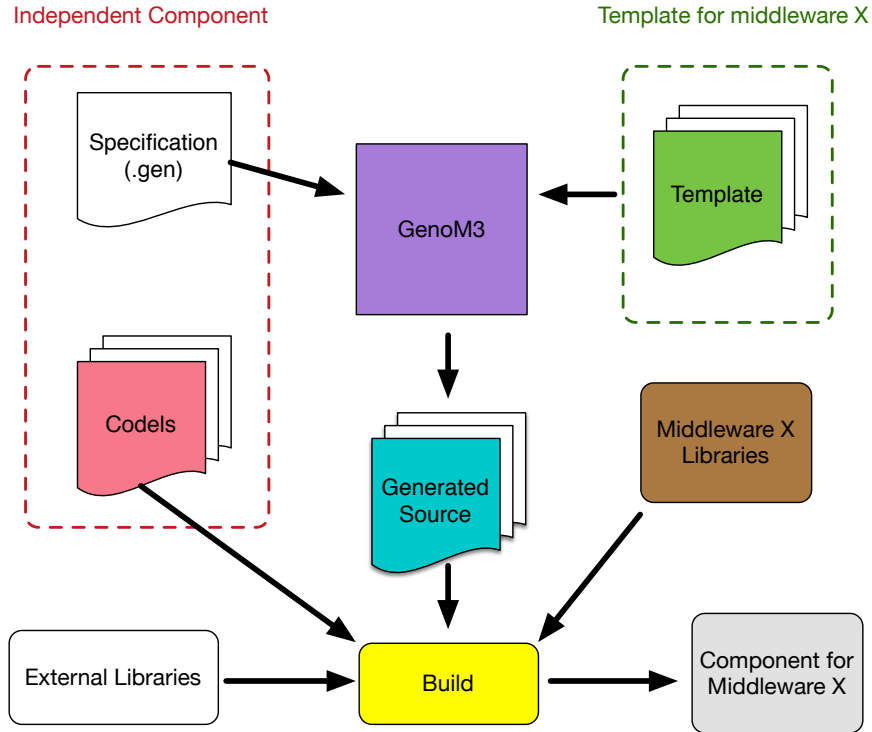 Independent Component
Template for middleware X
Specification
(.gen)
GenoM3
Template
Codels
Generated
Source
Middleware X
Libraries
External Libraries
Build
Component for
Middleware X